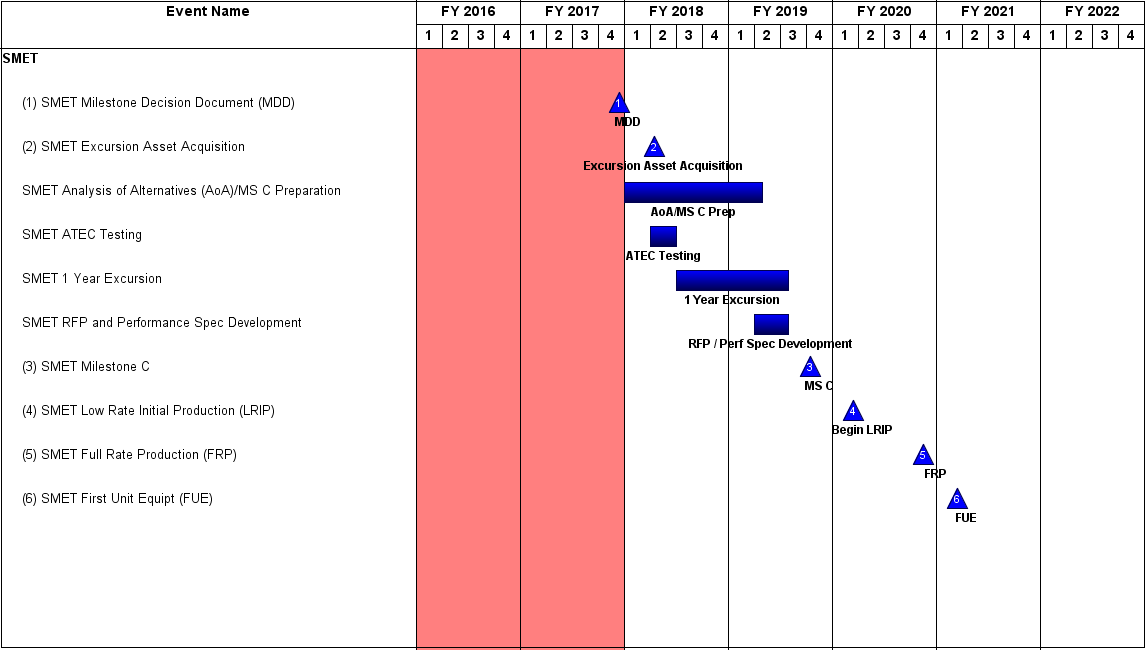 Event Name FY 2016 FY 2017 FY 2018 FY 2019 FY 2020 FY 2021 FY 2022
1 2 3 4 1 2 3 4 1 2 3 4 1 2 3 4 1 2 3 4 1 2 3 4 1 2 3 4
SMET
(1) SMET Milestone Decision Document (MDD) 1
MDD
(2) SMET Excursion Asset Acquisition 2
Excursion Asset Acquisition
SMET Analysis of Alternatives (AoA)/MS C Preparation
AoA/MS C Prep
SMET ATEC Testing
ATEC Testing
SMET 1 Year Excursion
1 Year Excursion
SMET RFP and Performance Spec Development
RFP / Perf Spec Development
(3) SMET Milestone C 3
MS C
(4) SMET Low Rate Initial Production (LRIP) 4
Begin LRIP
(5) SMET Full Rate Production (FRP) 5
FRP
(6) SMET First Unit Equipt (FUE) 6
FUE